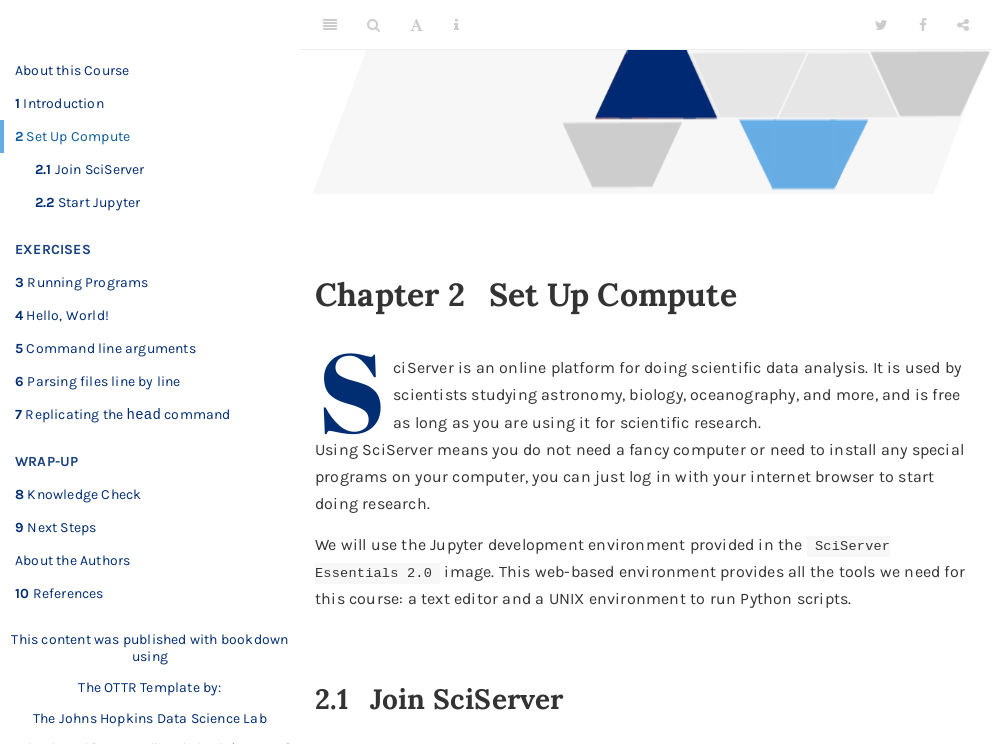 About this Course
1 Introduction
2 Set Up Compute
2.1 Join SciServer
2.2 Start Jupyter
EXERCISES
3 Running Programs
4 Hello, World!
5 Command line arguments
6 Parsing files line by line
7 Replicating the head command
WRAP-UP
8 Knowledge Check
9 Next Steps
About the Authors
10 References
This content was published with bookdown
using
The OTTR Template by:
The Johns Hopkins Data Science Lab
Chapter 2 Set Up Compute
SciServer is an online platform for doing scientific data analysis. It is used by
scientists studying astronomy, biology, oceanography, and more, and is free
as long as you are using it for scientific research.
Using SciServer means you do not need a fancy computer or need to install any special
programs on your computer, you can just log in with your internet browser to start
doing research.
We will use the Jupyter development environment provided in the SciServer
Essentials 2.0 image. This web-based environment provides all the tools we need for
this course: a text editor and a UNIX environment to run Python scripts.
2.1 Join SciServer